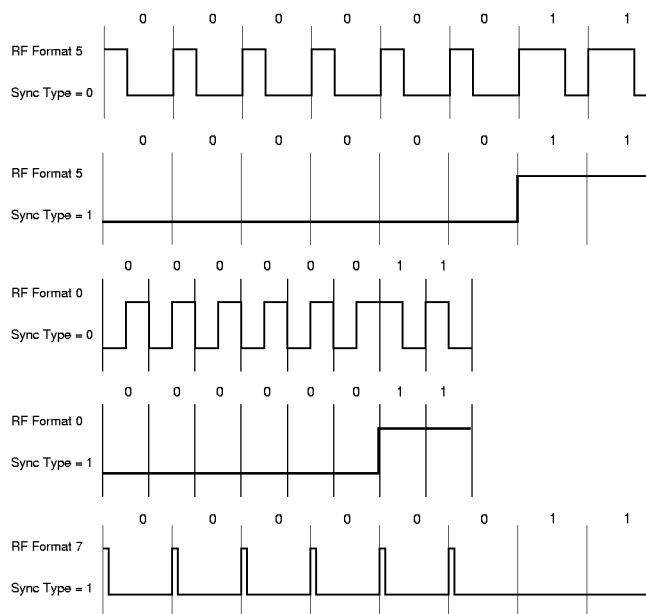 0 0 0 0 0 0 1 1
RF Format 5
Sync Type = 0
0 0 0 0 0 0 1 1
RF Format 5
Sync Type = 1
0 0 0 0 0 0 1 1
RF Format 0
Sync Type = 0
0 0 0 0 0 0 1 1
RF Format 0
Sync Type = 1
0 0 0 0 0 0 1 1
RF Format 7
Sync Type = 1